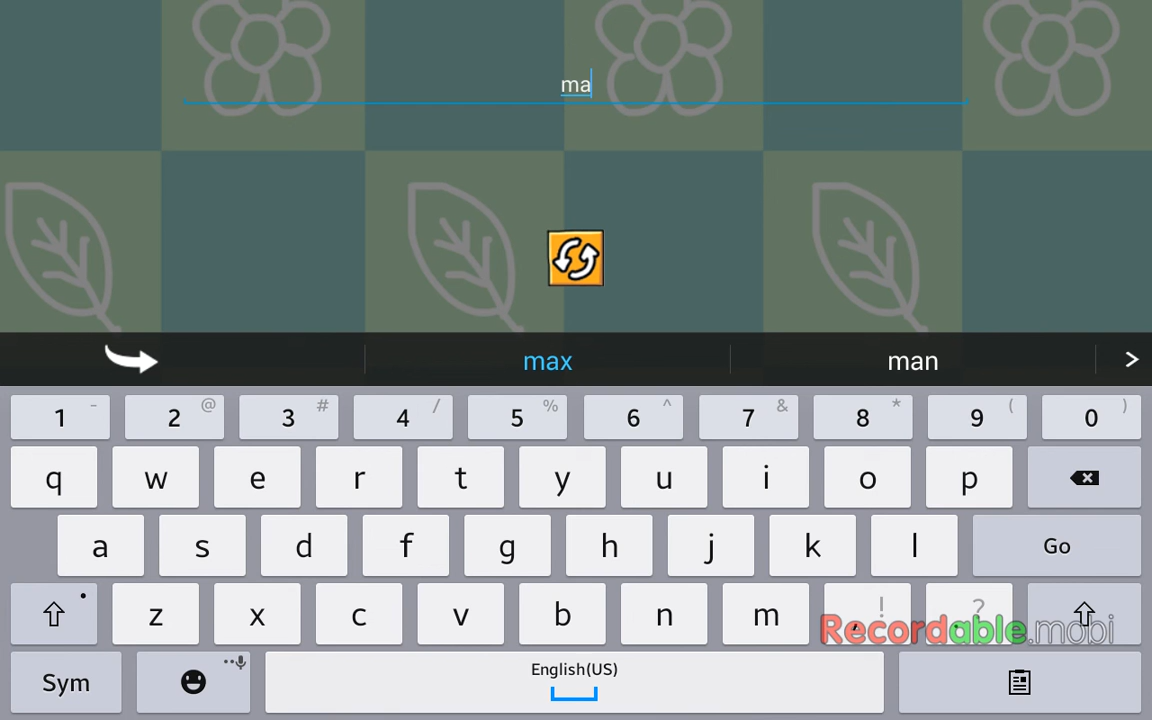 ma
max man
1 - 2 @ 3 # 4 / 5 % 6 ^ 7 & 8 * 9 ( 0 )
q w e r t y u i o p
a s d f g h j k l Go
z x c v b n m , ! . ?
Recordable.mobi
Sym English(US)